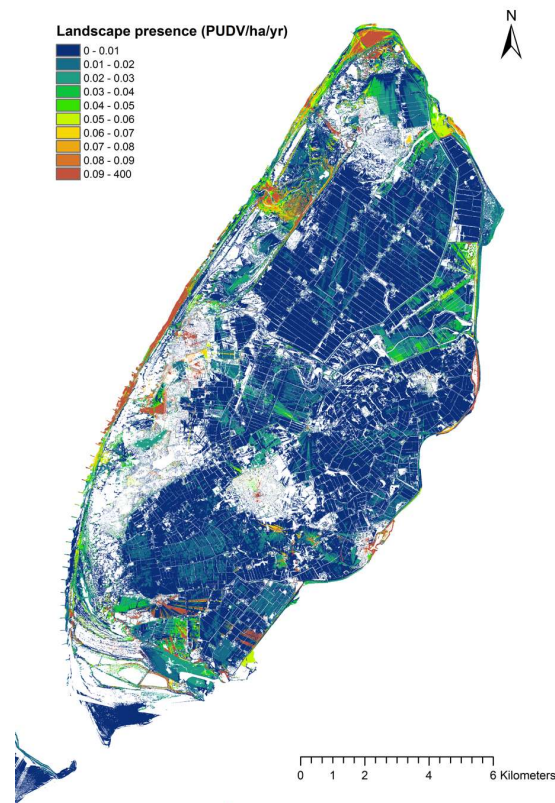 Landscape presence (PUDV/ha/yr)
0 - 0.01
0.01 - 0.02
0.02 - 0.03
0.03 - 0.04
0.04 - 0.05
0.05 - 0.06
0.06 - 0.07
0.07 - 0.08
0.08 - 0.09
0.09 - 400
N
0 1 2 4 6 Kilometers